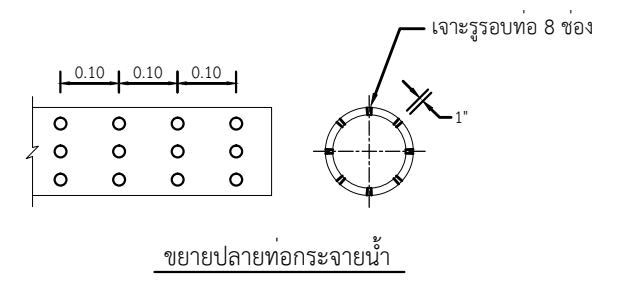 เจาะรูรอบท่อ 8 ช่อง
0.10 0.10 0.10
1"
ขยายปลายท่อกระจายน้ำ